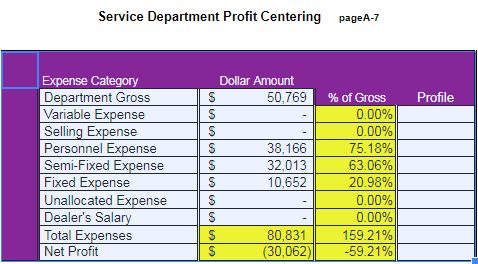 Service Department Profit Centering pageA-7
Expense Category Dollar Amount
Department Gross $ 50,769 % of Gross Profile
Variable Expense $ - 0.00%
Selling Expense $ - 0.00%
Personnel Expense $ 38,166 75.18%
Semi-Fixed Expense $ 32,013 63.06%
Fixed Expense $ 10,652 20.98%
Unallocated Expense $ - 0.00%
Dealer's Salary $ - 0.00%
Total Expenses $ 80,831 159.21%
Net Profit $ (30,062) -59.21%